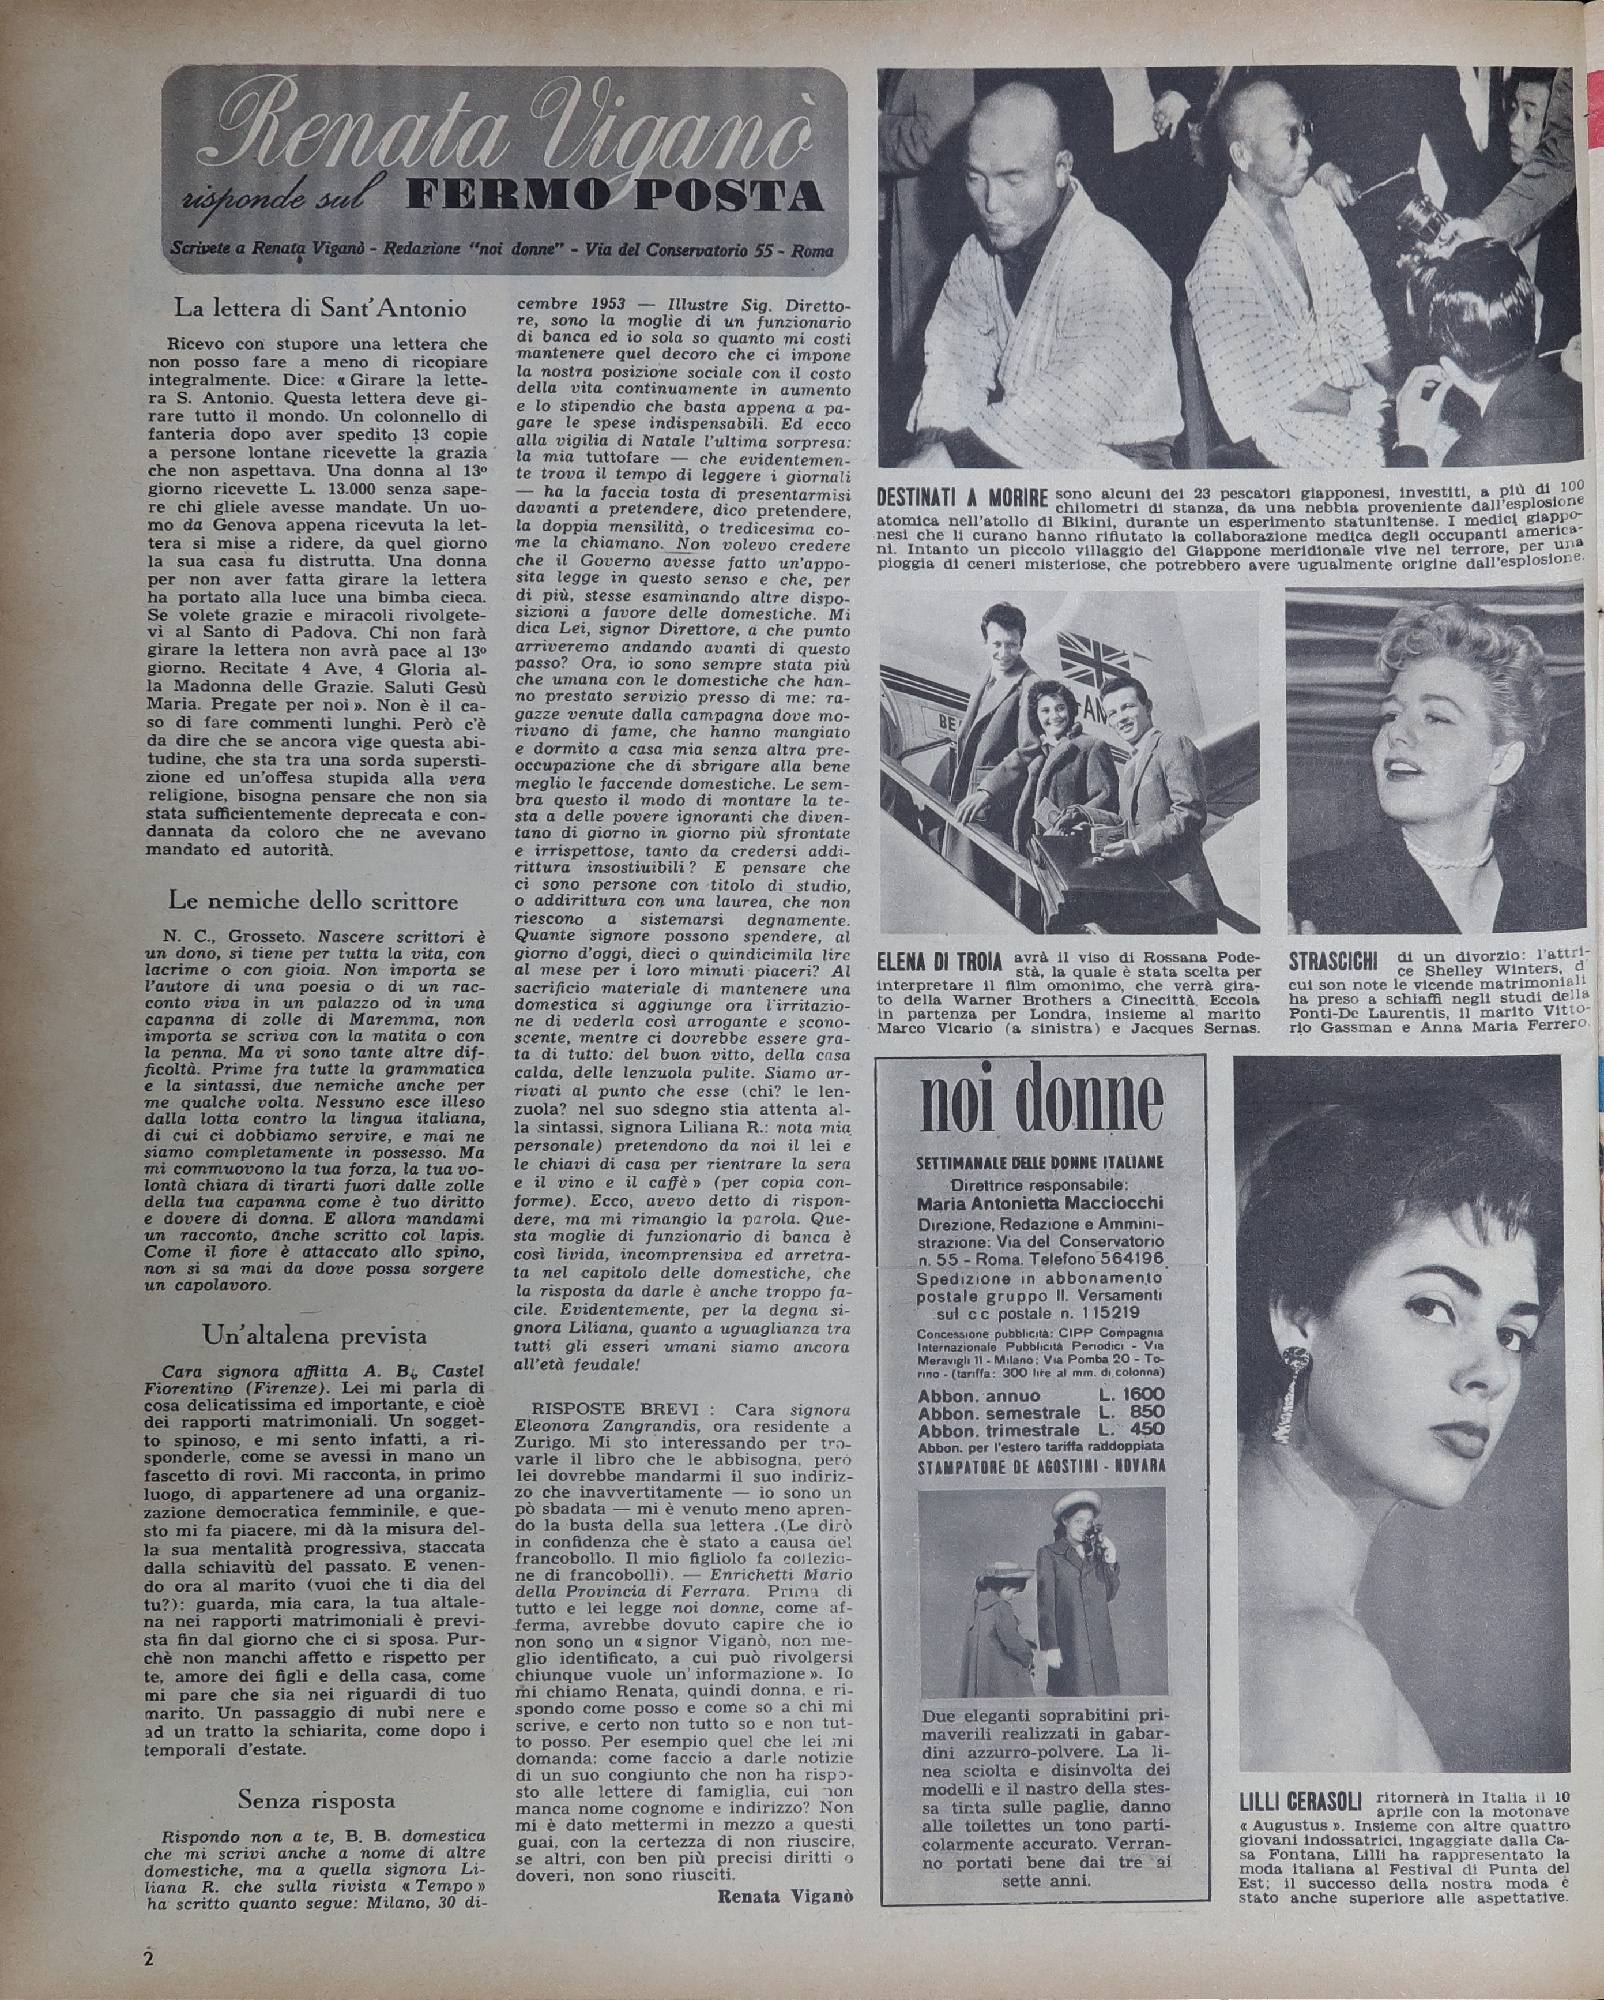 Renata Viganò
risponde sul FERMO POSTA
Scrivete a Renata Viganò - Redazione "noi donne" - Via del Conservatorio 55 - Roma
La lettera di Sant'Antonio
Ricevo con stupore una lettera che
non posso fare a meno di ricopiare
integralmente. Dice: « Girare la lette-
ra S. Antonio. Questa lettera deve gi-
rare tutto il mondo. Un colonnello di
fanteria dopo aver spedito 13 copie
a persone lontane ricevette la grazia
che non aspettava. Una donna al 13º
giorno ricevette L. 13.000 senza sape-
re chi gliele avesse mandate. Un uo-
mo da Genova appena ricevuta la let-
tera si mise a ridere, da quel giorno
la sua casa fu distrutta. Una donna
per non aver fatta girare la lettera
ha portato alla luce una bimba cieca.
Se volete grazie e miracoli rivolgete-
vi al Santo di Padova. Chi non farà
girare la lettera non avrà pace al 13º
giorno. Recitate 4 Ave, 4 Gloria al-
la Madonna delle Grazie. Saluti Gesù
Maria. Pregate per noi ». Non è il ca-
so di fare commenti lunghi. Però c'è
da dire che se ancora vige questa abi-
tudine, che sta tra una sorda supersti-
zione ed un'offesa stupida alla vera
religione, bisogna pensare che non sia
stata sufficientemente deprecata e con-
dannata da coloro che ne avevano
mandato ed autorità.
Le nemiche dello scrittore
N. C., Grosseto. Nascere scrittori è
un dono, si tiene per tutta la vita, con
lacrime o con gioia. Non importa se
l'autore di una poesia o di un rac-
conto viva in un palazzo od in una
capanna di zolle di Maremma, non
importa se scriva con la matita o con
la penna. Ma vi sono tante altre dif-
ficoltà. Prime fra tutte la grammatica
e la sintassi, due nemiche anche per
me qualche volta. Nessuno esce illeso
dalla lotta contro la lingua italiana,
di cui ci dobbiamo servire, e mai ne
siamo completamente in possesso. Ma
mi commuovono la tua forza, la tua vo-
lontà chiara di tirarti fuori dalle zolle
della tua capanna come è tuo diritto
e dovere di donna. E allora mandami
un racconto, anche scritto col lapis.
Come il fiore è attaccato allo spino,
non si sa mai da dove possa sorgere
un capolavoro.
Un'altalena prevista
Cara signora afflitta A. B., Castel
Fiorentino (Firenze). Lei mi parla di
cosa delicatissima ed importante, e cioè
dei rapporti matrimoniali. Un sogget-
to spinoso, e mi sento infatti, a ri-
sponderle, come se avessi in mano un
fascetto di rovi. Mi racconta, in primo
luogo, di appartenere ad una organiz-
zazione democratica femminile, e que-
sto mi fa piacere, mi dà la misura del-
la sua mentalità progressiva, staccata
dalla schiavitù del passato. E venen-
do ora al marito (vuoi che ti dia del
tu?): guarda, mia cara, la tua altale-
na nei rapporti matrimoniali è previ-
sta fin dal giorno che ci si sposa. Pur-
chè non manchi affetto e rispetto per
te, amore dei figli e della casa, come
mi pare che sia nei riguardi di tuo
marito. Un passaggio di nubi nere e
ad un tratto la schiarita, come dopo i
temporali d'estate.
Senza risposta
Rispondo non a te, B. B. domestica
che mi scrivi anche a nome di altre
domestiche, ma a quella signora Li-
liana R. che sulla rivista « Tempo »
ha scritto quanto segue: Milano, 30 di-
cembre 1953 — Illustre Sig. Diretto-
re, sono la moglie di un funzionario
di banca ed io sola so quanto mi costi
mantenere quel decoro che ci impone
la nostra posizione sociale con il costo
della vita continuamente in aumento
e lo stipendio che basta appena a pa-
gare le spese indispensabili. Ed ecco
alla vigilia di Natale l'ultima sorpresa:
la mia tuttofare — che evidentemen-
te trova il tempo di leggere i giornali
— ha la faccia tosta di presentarmisi
davanti a pretendere, dico pretendere,
la doppia mensilità, o tredicesima co-
me la chiamano. Non volevo credere
che il Governo avesse fatto un'appo-
sita legge in questo senso e che, per
di più, stesse esaminando altre dispo-
sizioni a favore delle domestiche. Mi
dica Lei, signor Direttore, a che punto
arriveremo andando avanti di questo
passo? Ora, io sono sempre stata più
che umana con le domestiche che han-
no prestato servizio presso di me: ra-
gazze venute dalla campagna dove mo-
rivano di fame, che hanno mangiato
e dormito a casa mia senza altra pre-
occupazione che di sbrigare alla bene
meglio le faccende domestiche. Le sem-
bra questo il modo di montare la te-
sta a delle povere ignoranti che diven-
tano di giorno in giorno più sfrontate
e irrispettose, tanto da credersi addi-
rittura insostiuibili? E pensare che
ci sono persone con titolo di studio,
o addirittura con una laurea, che non
riescono a sistemarsi degnamente.
Quante signore possono spendere, al
giorno d'oggi, dieci o quindicimila lire
al mese per i loro minuti piaceri? Al
sacrificio materiale di mantenere una
domestica si aggiunge ora l'irritazio-
ne di vederla così arrogante e scono-
scente, mentre ci dovrebbe essere gra-
ta di tutto: del buon vitto, della casa
calda, delle lenzuola pulite. Siamo ar-
rivati al punto che esse (chi? le len-
zuola? nel suo sdegno stia attenta al-
la sintassi, signora Liliana R.: nota mia
personale) pretendono da noi il lei e
le chiavi di casa per rientrare la sera
e il vino e il caffè » (per copia con-
forme). Ecco, avevo detto di rispon-
dere, ma mi rimangio la parola. Que-
sta moglie di funzionario di banca è
così livida, incomprensiva ed arretra-
ta nel capitolo delle domestiche, che
la risposta da darle è anche troppo fa-
cile. Evidentemente, per la degna si-
gnora Liliana, quanto a uguaglianza tra
tutti gli esseri umani siamo ancora
all'età feudale!
RISPOSTE BREVI : Cara signora
Eleonora Zangrandis, ora residente a
Zurigo. Mi sto interessando per tro-
varle il libro che le abbisogna, però
lei dovrebbe mandarmi il suo indiriz-
zo che inavvertitamente — io sono un
pò sbadata — mi è venuto meno apren-
do la busta della sua lettera .(Le dirò
in confidenza che è stato a causa del
francobollo. Il mio figliolo fa collezio-
ne di francobolli). — Enrichetti Mario
della Provincia di Ferrara. Prima di
tutto e lei legge noi donne, come af-
ferma, avrebbe dovuto capire che io
non sono un « signor Viganò, non me-
glio identificato, a cui può rivolgersi
chiunque vuole un' informazione ». Io
mi chiamo Renata, quindi donna, e ri-
spondo come posso e come so a chi mi
scrive, e certo non tutto so e non tut-
to posso. Per esempio quel che lei mi
domanda: come faccio a darle notizie
di un suo congiunto che non ha rispo-
sto alle lettere di famiglia, cui non
manca nome cognome e indirizzo? Non
mi è dato mettermi in mezzo a questi
guai, con la certezza di non riuscire,
se altri, con ben più precisi diritti o
doveri, non sono riusciti.
Renata Viganò
DESTINATI A MORIRE sono alcuni dei 23 pescatori giapponesi, investiti, a più di 100
chilometri di stanza, da una nebbia proveniente dall'esplosione
atomica nell'atollo di Bikini, durante un esperimento statunitense. I medici giappo-
nesi che li curano hanno rifiutato la collaborazione medica degli occupanti america-
ni. Intanto un piccolo villaggio del Giappone meridionale vive nel terrore, per una
pioggia di ceneri misteriose, che potrebbero avere ugualmente origine dall'esplosione.
BE
AN
ELENA DI TROIA avrà il viso di Rossana Pode-
stà, la quale è stata scelta per
interpretare il film omonimo, che verrà gira-
to della Warner Brothers a Cinecittà. Eccola
in partenza per Londra, insieme al marito
Marco Vicario (a sinistra) e Jacques Sernas.
STRASCICHI di un divorzio: l'attri-
ce Shelley Winters, d
cui son note le vicende matrimoniali
ha preso a schiaffi negli studi della
Ponti-De Laurentis, il marito Vitto-
rio Gassman e Anna Maria Ferrero.
noi donne
SETTIMANALE DELLE DONNE ITALIANE
Direttrice responsabile:
Maria Antonietta Macciocchi
Direzione, Redazione e Ammini-
strazione: Via del Conservatorio
n. 55 - Roma. Telefono 564196
Spedizione in abbonamento
postale gruppo II. Versamenti
sul c c postale n. 115219
Concessione pubblicità: CIPP Compagnia
Internazionale Pubblicità Periodici - Via
Meravigli 11 - Milano; Via Pomba 20 - To-
rino - (tariffa: 300 lire al mm. di colonna)
Abbon. annuo L. 1600
Abbon. semestrale L. 850
Abbon. trimestrale L. 450
Abbon. per l'estero tariffa raddoppiata
STAMPATORE DE AGOSTINI - NOVARA
Due eleganti soprabitini pri-
maverili realizzati in gabar-
dini azzurro-polvere. La li-
nea sciolta e disinvolta dei
modelli e il nastro della stes-
sa tinta sulle paglie, danno
alle toilettes un tono parti-
colarmente accurato. Verran-
no portati bene dai tre ai
sette anni.
LILLI CERASOLI ritornerà in Italia il 10
aprile con la motonave
« Augustus ». Insieme con altre quattro
giovani indossatrici, ingaggiate dalla Ca-
sa Fontana, Lilli ha rappresentato la
moda italiana al Festival di Punta del
Est; il successo della nostra moda è
stato anche superiore alle aspettative.
2